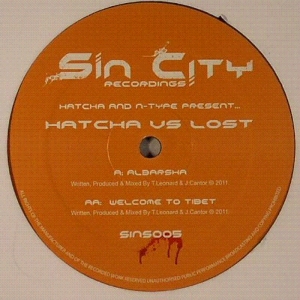 Sin City
RECORDINGS
HATCHA AND N-TYPE PRESENT...
HATCHA VS LOST
A: ALBARSHA
Written, Produced & Mixed By T.Leonard & J.Cantor ℗ 2011
AA: WELCOME TO TIBET
Written, Produced & Mixed By T.Leonard & J.Cantor ℗ 2011
SINS005